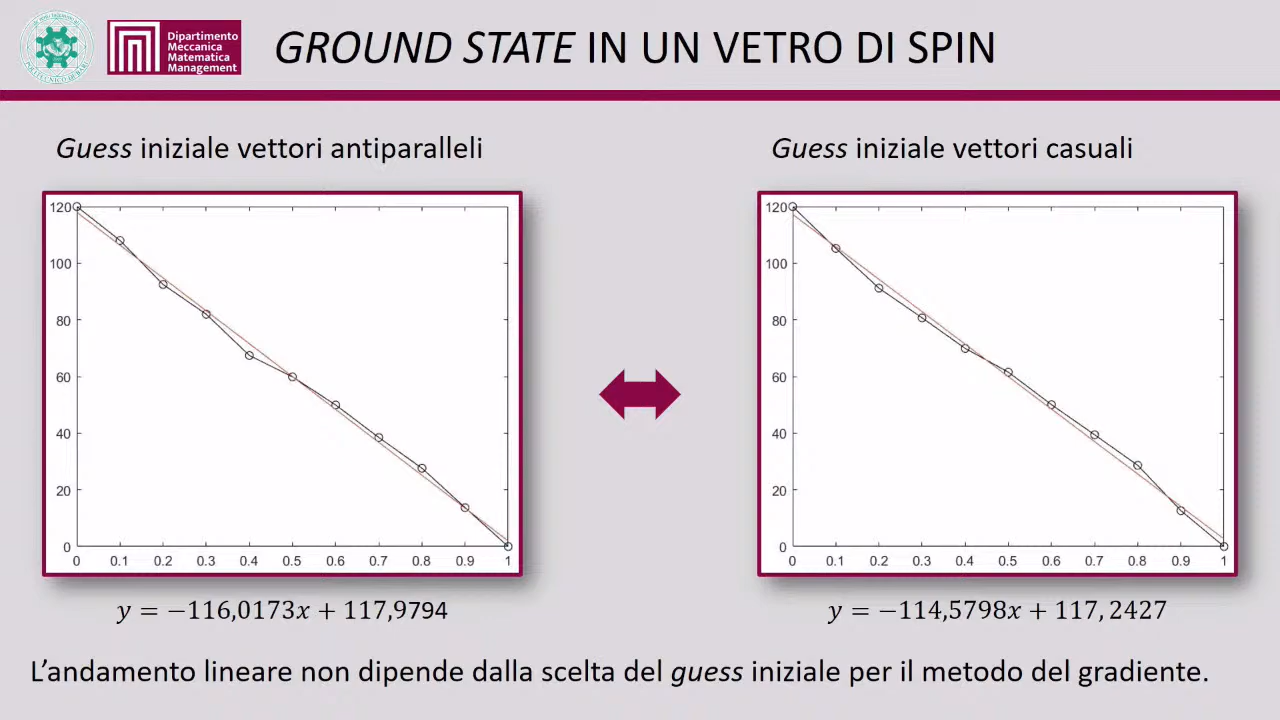 Dipartimento
Meccanica
Matematica
Management
GROUND STATE IN UN VETRO DI SPIN
Guess iniziale vettori antiparalleli
Guess iniziale vettori casuali
120
100
80
60
40
20
0
0 0.1 0.2 0.3 0.4 0.5 0.6 0.7 0.8 0.9 1
120
100
80
60
40
20
0
0 0.1 0.2 0.3 0.4 0.5 0.6 0.7 0.8 0.9 1
y = −116,0173x + 117,9794
y = −114,5798x + 117, 2427
L’andamento lineare non dipende dalla scelta del guess iniziale per il metodo del gradiente.